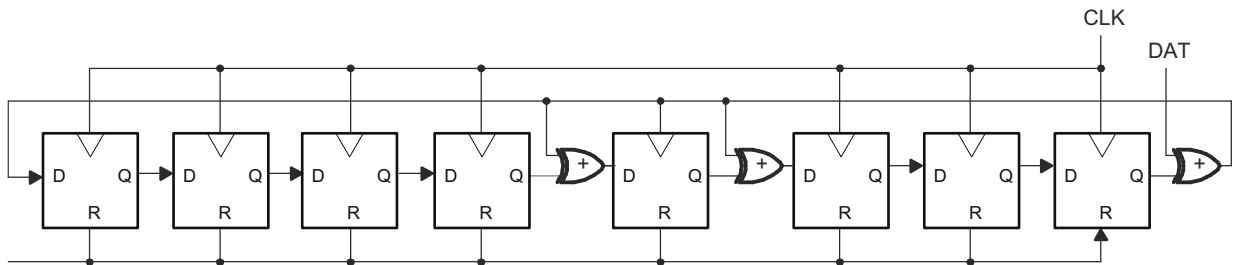 CLK
DAT
D Q D Q D Q D Q + D Q + D Q D Q D Q +
R R R R R R R R